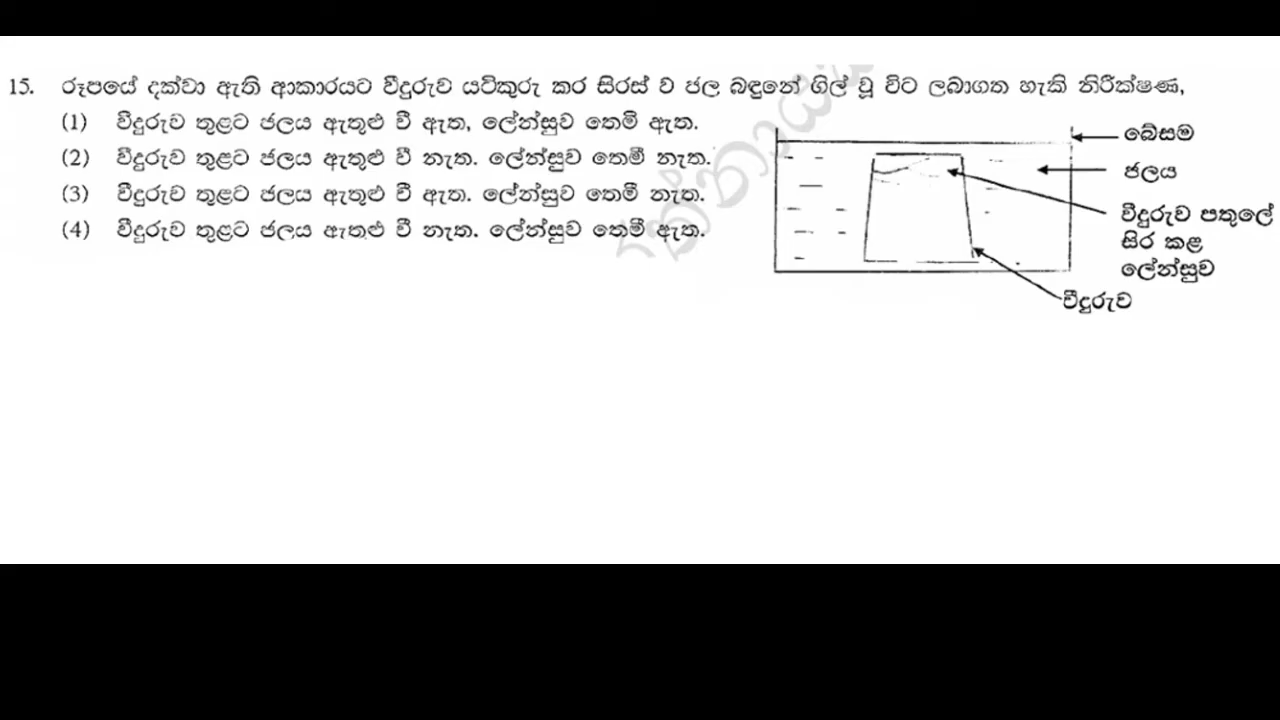 15. රූපයේ දක්වා ඇති ආකාරයට වීදුරුව යටිකුරු කර සිරස් ව ජල බඳුනේ ගිල් වූ විට ලබාගත හැකි නිරීක්ෂණ,
(1) වීදුරුව තුළට ජලය ඇතුළු වී ඇත, ලේන්සුව තෙමි ඇත.
(2) වීදුරුව තුළට ජලය ඇතුළු වී නැත. ලේන්සුව තෙමී නැත.
(3) වීදුරුව තුළට ජලය ඇතුළු වී ඇත. ලේන්සුව තෙමී නැත.
(4) වීදුරුව තුළට ජලය ඇතුළු වී නැත. ලේන්සුව තෙමී ඇත.
බේසම
ජලය
වීදුරුව පතුලේ
සිර කළ
ලේන්සුව
වීදුරුව